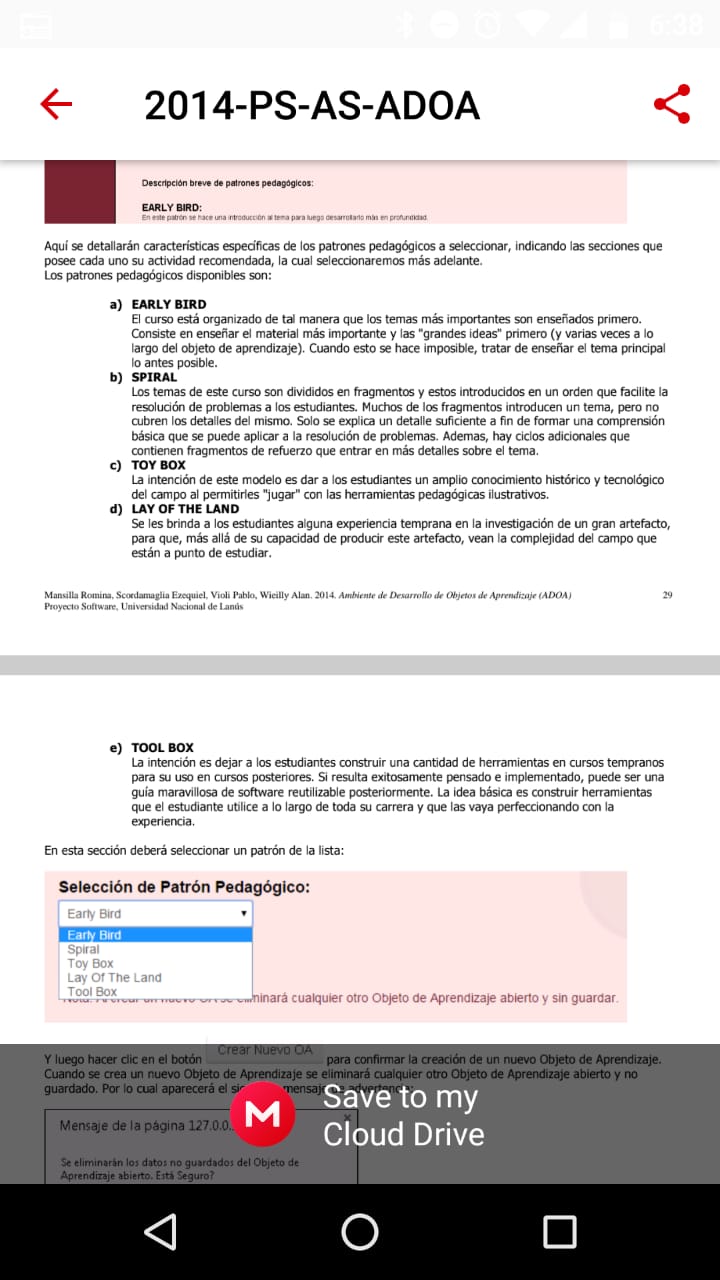 6:38
2014-PS-AS-ADOA
Descripción breve de patrones pedagógicos:
EARLY BIRD:
En este patrón se hace una introducción al tema para luego desarrollarlo más en profundidad.
Aquí se detallarán características específicas de los patrones pedagógicos a seleccionar, indicando las secciones que
posee cada uno su actividad recomendada, la cual seleccionaremos más adelante.
Los patrones pedagógicos disponibles son:
a) EARLY BIRD
El curso está organizado de tal manera que los temas más importantes son enseñados primero.
Consiste en enseñar el material más importante y las "grandes ideas" primero (y varias veces a lo
largo del objeto de aprendizaje). Cuando esto se hace imposible, tratar de enseñar el tema principal
lo antes posible.
b) SPIRAL
Los temas de este curso son divididos en fragmentos y estos introducidos en un orden que facilite la
resolución de problemas a los estudiantes. Muchos de los fragmentos introducen un tema, pero no
cubren los detalles del mismo. Solo se explica un detalle suficiente a fin de formar una comprensión
básica que se puede aplicar a la resolución de problemas. Ademas, hay ciclos adicionales que
contienen fragmentos de refuerzo que entrar en más detalles sobre el tema.
c) TOY BOX
La intención de este modelo es dar a los estudiantes un amplio conocimiento histórico y tecnológico
del campo al permitirles "jugar" con las herramientas pedagógicas ilustrativos.
d) LAY OF THE LAND
Se les brinda a los estudiantes alguna experiencia temprana en la investigación de un gran artefacto,
para que, más allá de su capacidad de producir este artefacto, vean la complejidad del campo que
están a punto de estudiar.
Mansilla Romina, Scordamaglia Ezequiel, Violi Pablo, Wieilly Alan. 2014. Ambiente de Desarrollo de Objetos de Aprendizaje (ADOA) 29
Proyecto Software, Universidad Nacional de Lanús
e) TOOL BOX
La intención es dejar a los estudiantes construir una cantidad de herramientas en cursos tempranos
para su uso en cursos posteriores. Si resulta exitosamente pensado e implementado, puede ser una
guía maravillosa de software reutilizable posteriormente. La idea básica es construir herramientas
que el estudiante utilice a lo largo de toda su carrera y que las vaya perfeccionando con la
experiencia.
En esta sección deberá seleccionar un patrón de la lista:
Selección de Patrón Pedagógico:
Early Bird
Early Bird
Spiral
Toy Box
Lay Of The Land
Tool Box
minará cualquier otro Objeto de Aprendizaje abierto y sin guardar.
Crear Nuevo OA
Y luego hacer clic en el botón para confirmar la creación de un nuevo Objeto de Aprendizaje.
Cuando se crea un nuevo Objeto de Aprendizaje se eliminará cualquier otro Objeto de Aprendizaje abierto y no
guardado. Por lo cual aparecerá el mensaje de advertencia:
M
Save to my
Cloud Drive
Mensaje de la página 127.0.0.
Se eliminarán los datos no guardados del Objeto de
Aprendizaje abierto. Está Seguro?